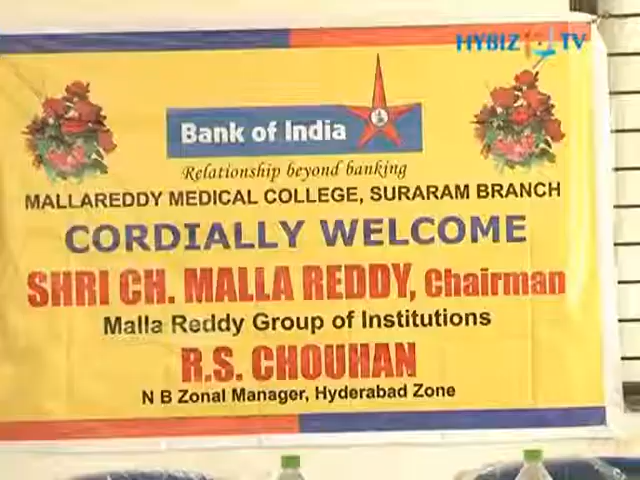 HYBIZ TV
Bank of India
Relationship beyond banking
MALLAREDDY MEDICAL COLLEGE, SURARAM BRANCH
CORDIALLY WELCOME
SHRI CH. MALLA REDDY, Chairman
Malla Reddy Group of Institutions
R.S. CHOUHAN
N B Zonal Manager, Hyderabad Zone